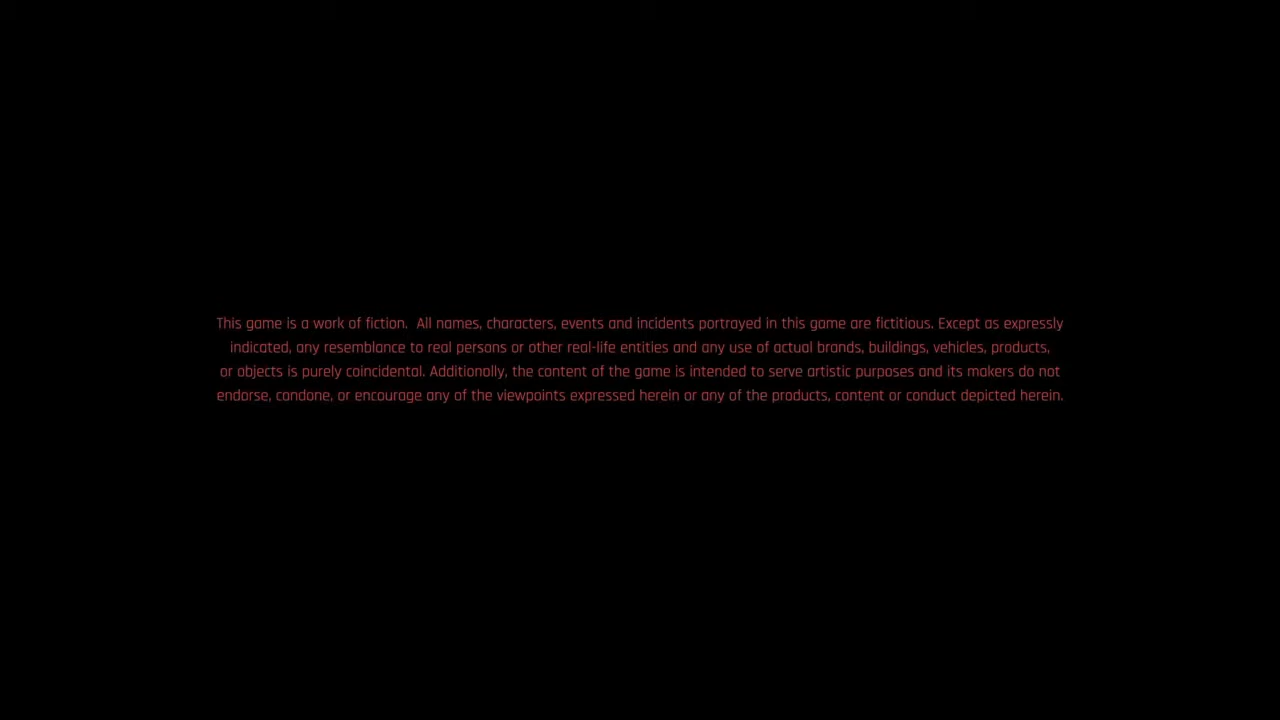 This game is a work of fiction.  All names, characters, events and incidents portrayed in this game are fictitious. Except as expressly
indicated, any resemblance to real persons or other real-life entities and any use of actual brands, buildings, vehicles, products,
or objects is purely coincidental. Additionally, the content of the game is intended to serve artistic purposes and its makers do not
endorse, condone, or encourage any of the viewpoints expressed herein or any of the products, content or conduct depicted herein.